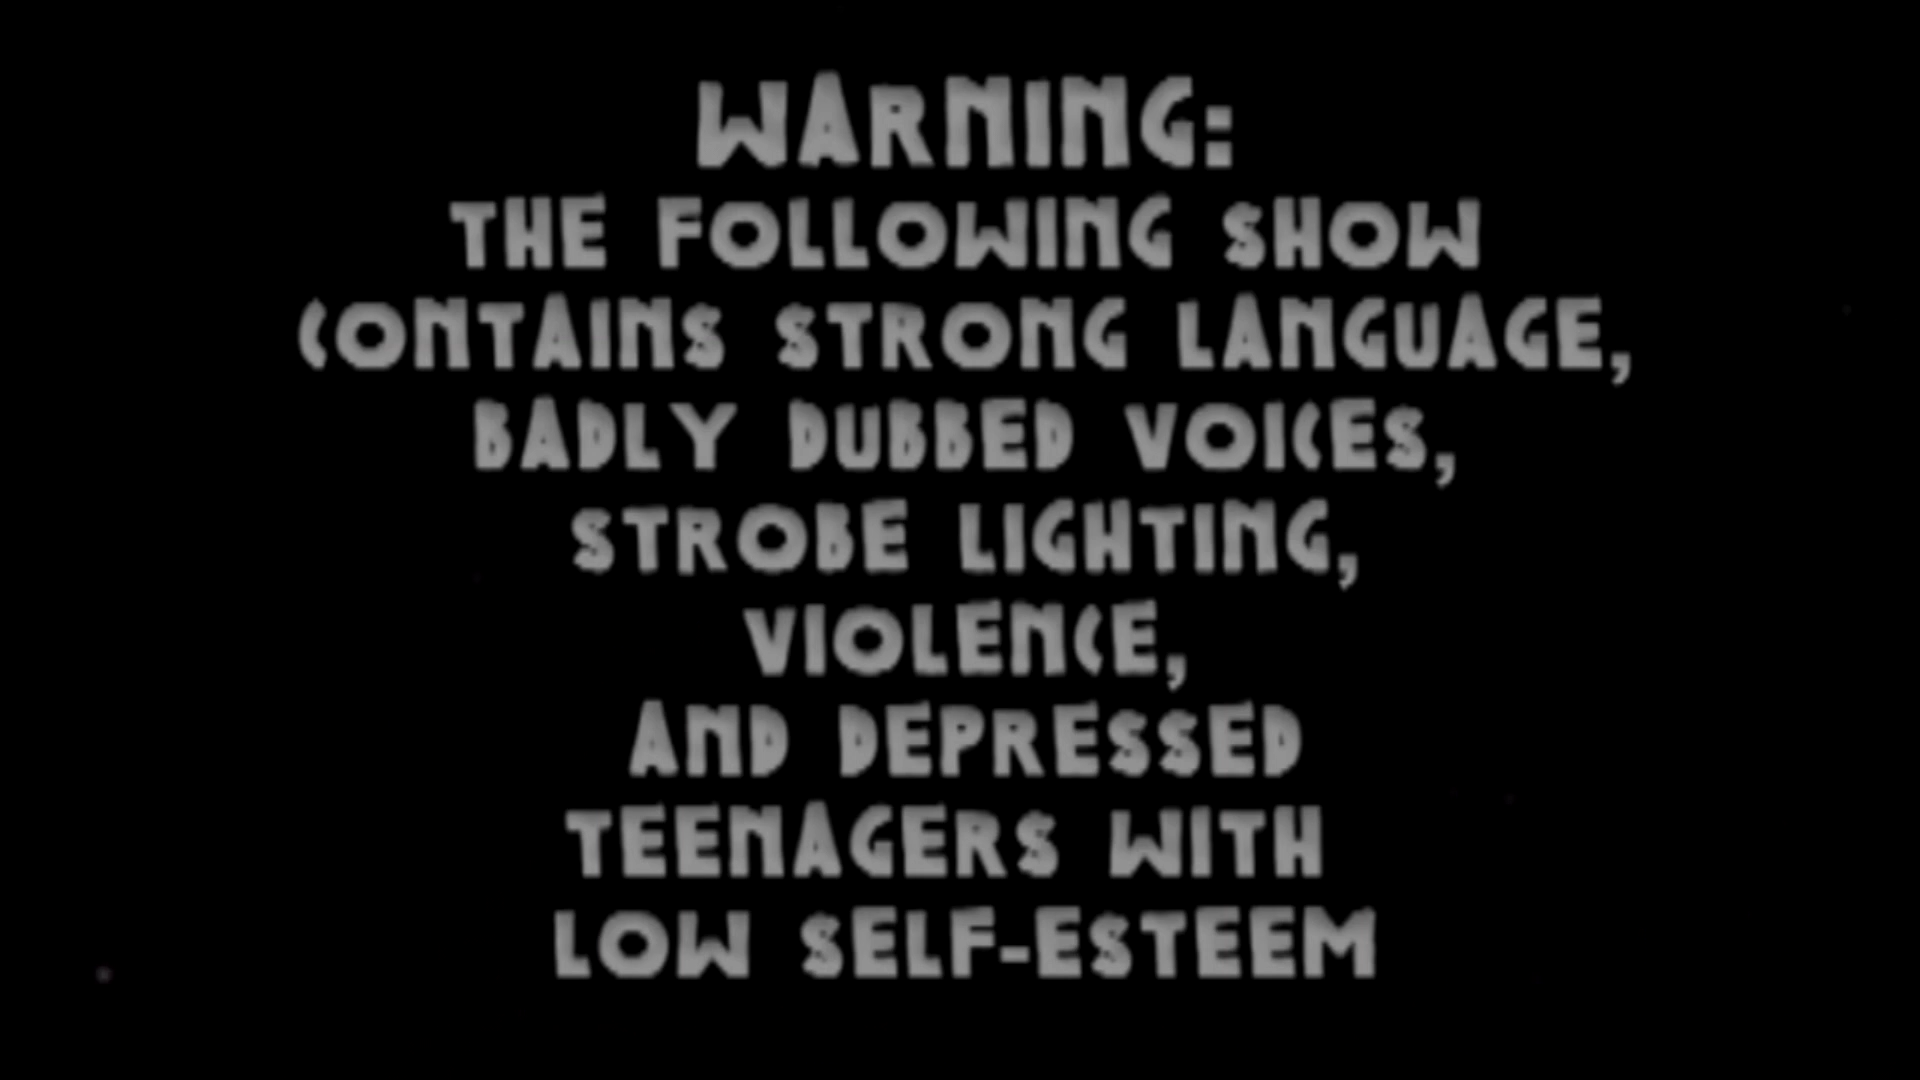 WARNING:
THE FOLLOWING SHOW
CONTAINS STRONG LANGUAGE,
BADLY DUBBED VOICES,
STROBE LIGHTING,
VIOLENCE,
AND DEPRESSED
TEENAGERS WITH
LOW SELF-ESTEEM